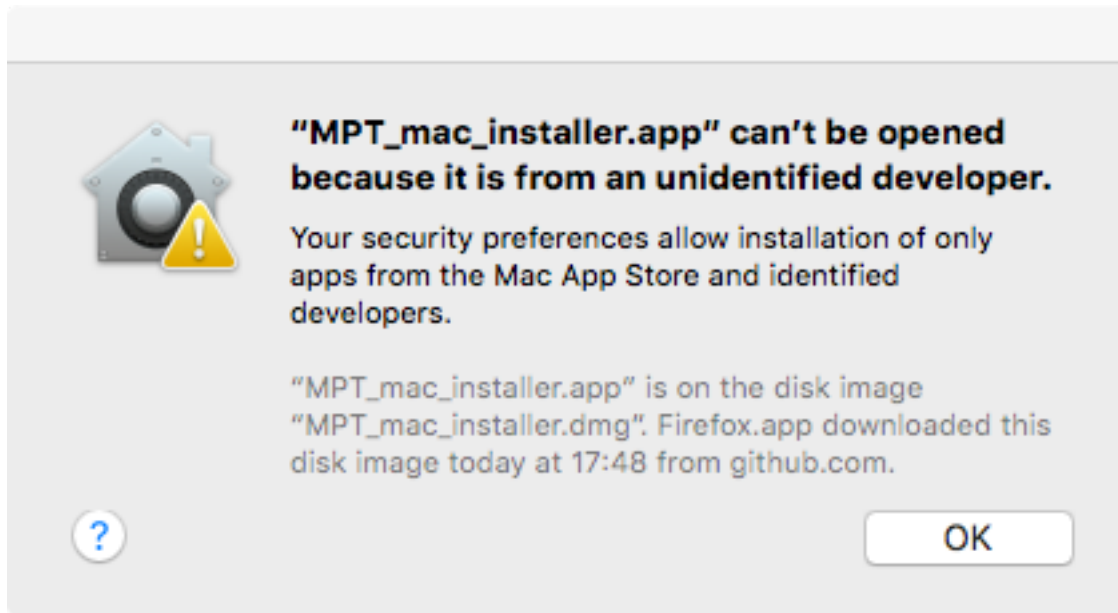 “MPT_mac_installer.app” can’t be opened
because it is from an unidentified developer.
Your security preferences allow installation of only
apps from the Mac App Store and identified
developers.
“MPT_mac_installer.app” is on the disk image
“MPT_mac_installer.dmg”. Firefox.app downloaded this
disk image today at 17:48 from github.com.
?
OK